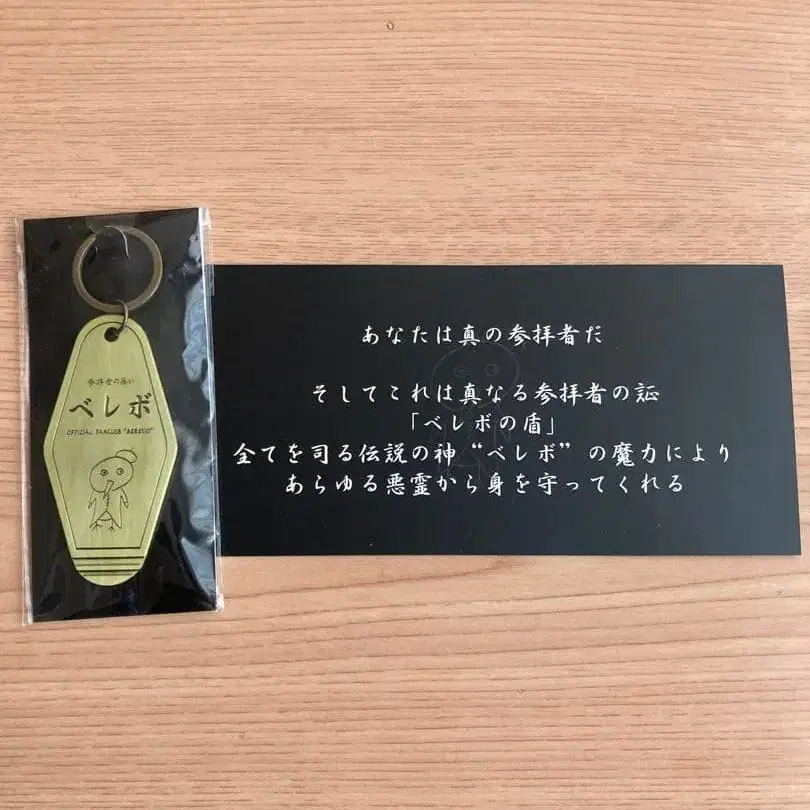 参拝者の集い
ベレボ
OFFICIAL FANCLUB "BEREVO"
あなたは真の参拝者だ
そしてこれは真なる参拝者の証
「ベレボの盾」
全てを司る伝説の神“ベレボ”の魔力により
あらゆる悪霊から身を守ってくれる